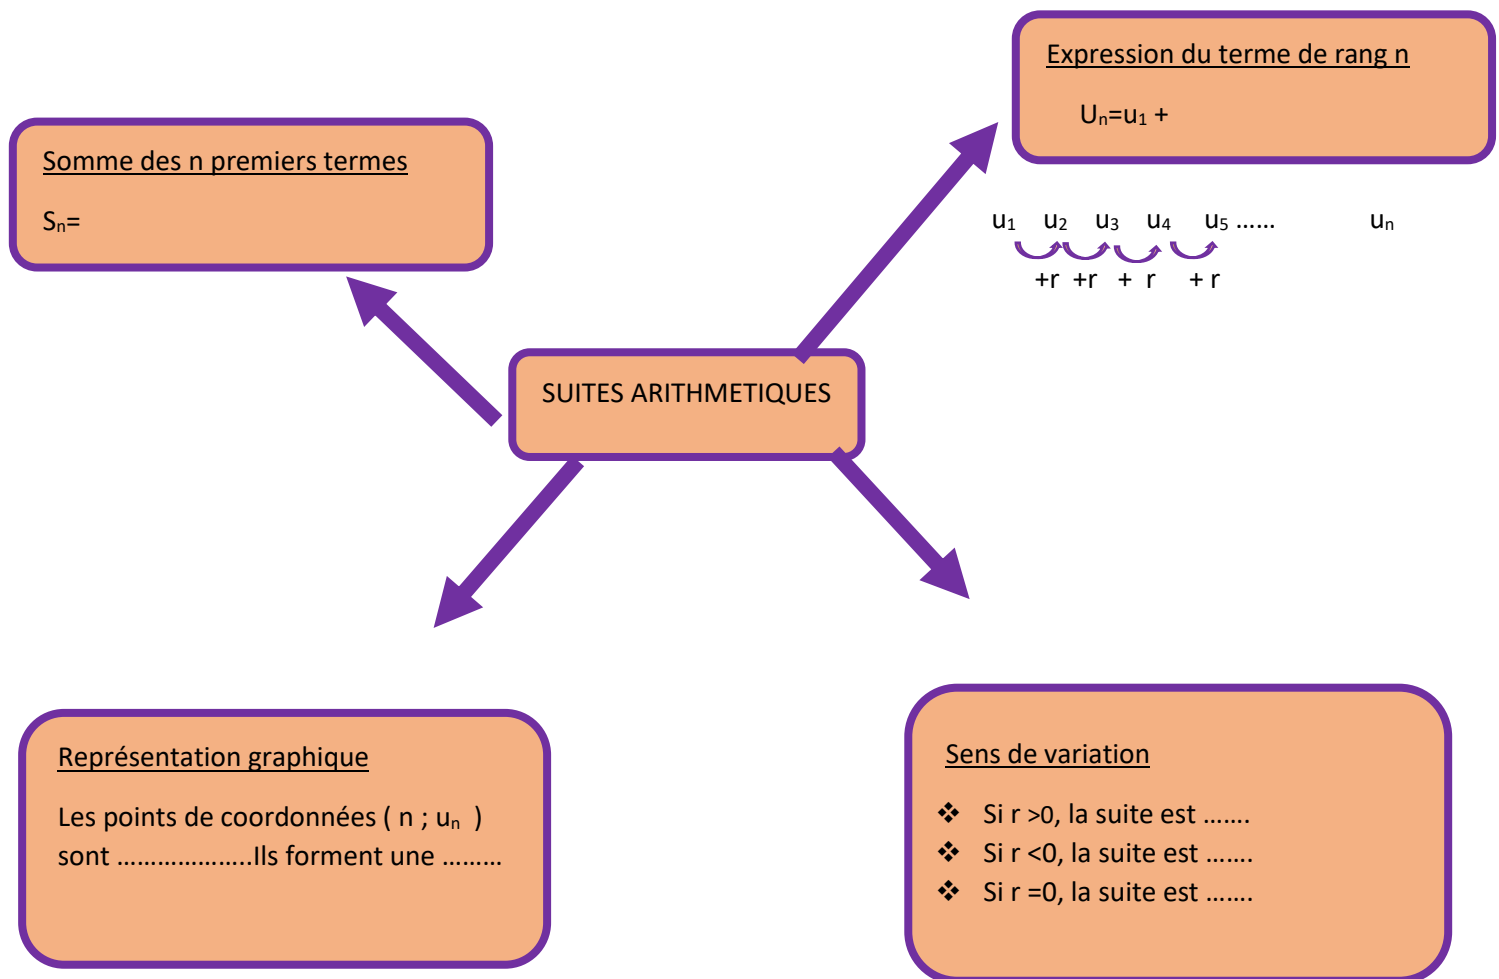 Expression du terme de rang n
Uₙ=u₁ +
Somme des n premiers termes
Sₙ=
u₁ u₂ u₃ u₄ u₅ ...... uₙ
+r +r + r + r
SUITES ARITHMETIQUES
Représentation graphique
Les points de coordonnées ( n ; uₙ )
sont ...................Ils forment une .........
Sens de variation
❖ Si r >0, la suite est .......
❖ Si r <0, la suite est .......
❖ Si r =0, la suite est .......